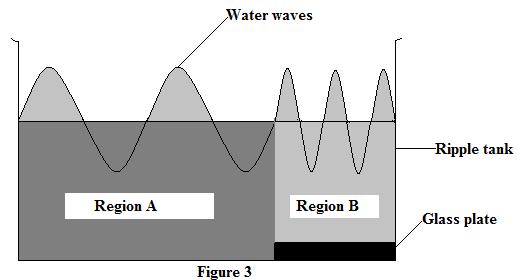 Water waves
Ripple tank
Region A
Region B
Glass plate
Figure 3